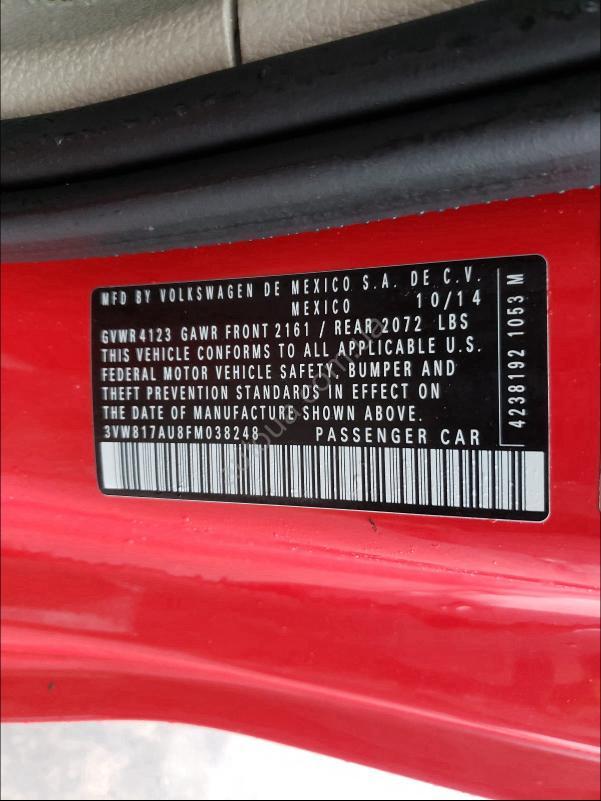 MFD BY VOLKSWAGEN DE MEXICO S.A. DE C.V.
MEXICO 10/14
GVWR 4123 GAWR FRONT 2161 / REAR 2072 LBS
THIS VEHICLE CONFORMS TO ALL APPLICABLE U.S.
FEDERAL MOTOR VEHICLE SAFETY, BUMPER AND
THEFT PREVENTION STANDARDS IN EFFECT ON
THE DATE OF MANUFACTURE SHOWN ABOVE.
3VW817AU8FM038248 PASSENGER CAR
4238192 1053 M